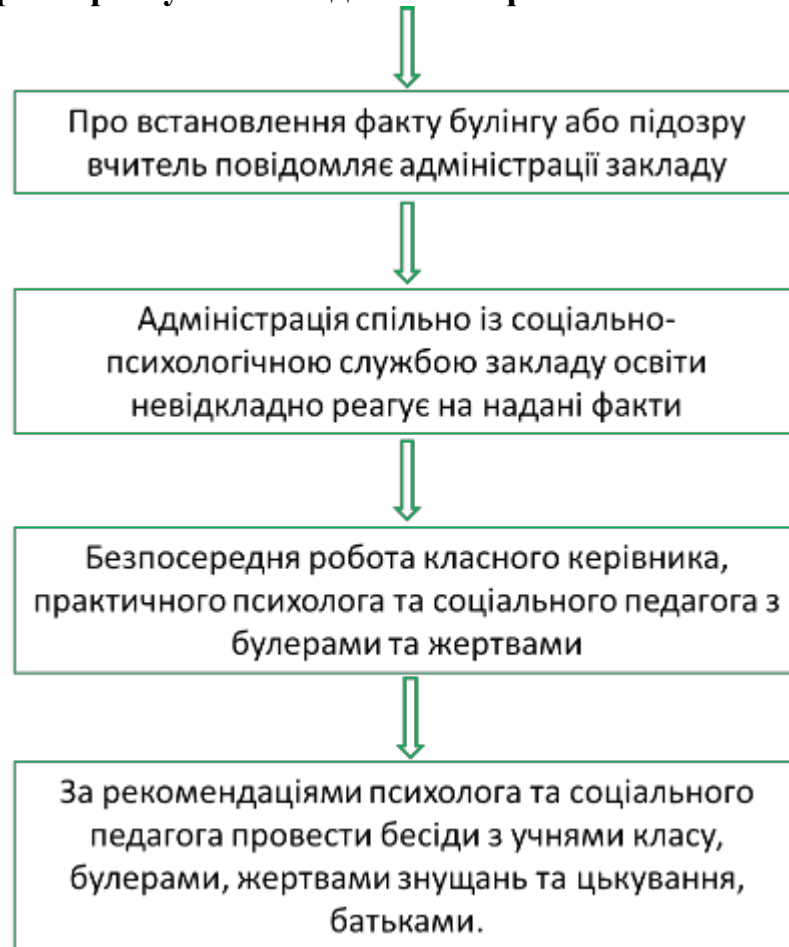 Про встановлення факту булінгу або підозру
вчитель повідомляє адміністрації закладу
Адміністрація спільно із соціально-
психологічною службою закладу освіти
невідкладно реагує на надані факти
Безпосередня робота класного керівника,
практичного психолога та соціального педагога з
булерами та жертвами
За рекомендаціями психолога та соціального
педагога провести бесіди з учнями класу,
булерами, жертвами знущань та цькування,
батьками.